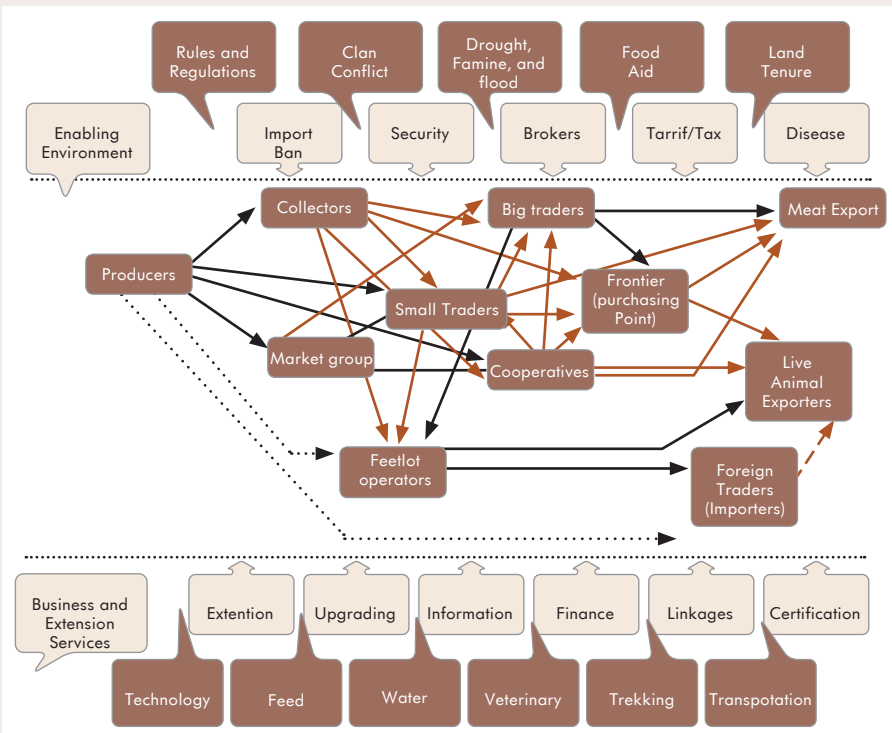 Rules and
Regulations
Clan
Conflict
Drought,
Famine, and
flood
Food
Aid
Land
Tenure
Enabling
Environment
Import
Ban
Security
Brokers
Tarrif/Tax
Disease
Collectors
Big traders
Meat Export
Producers
Small Traders
Frontier
(purchasing
Point)
Market group
Cooperatives
Live
Animal
Exporters
Feetlot
operators
Foreign
Traders
(Importers)
Business and
Extension
Services
Extention
Upgrading
Information
Finance
Linkages
Certification
Technology
Feed
Water
Veterinary
Trekking
Transpotation